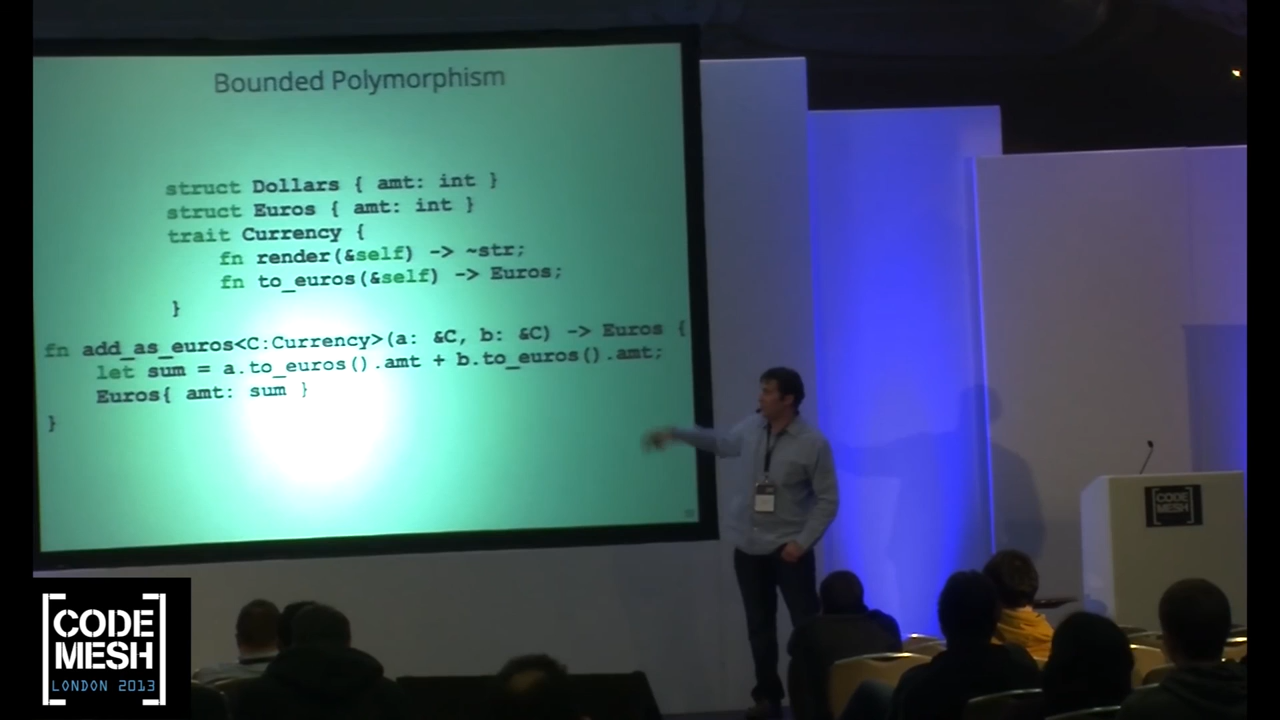 Bounded Polymorphism
struct Dollars { amt: int }
struct Euros { amt: int }
trait Currency {
fn render(&self) -> ~str;
fn to_euros(&self) -> Euros;
}
fn add_as_euros<C:Currency>(a: &C, b: &C) -> Euros {
let sum = a.to_euros().amt + b.to_euros().amt;
Euros{ amt: sum }
}
CODE
MESH
CODE
MESH
LONDON 2013